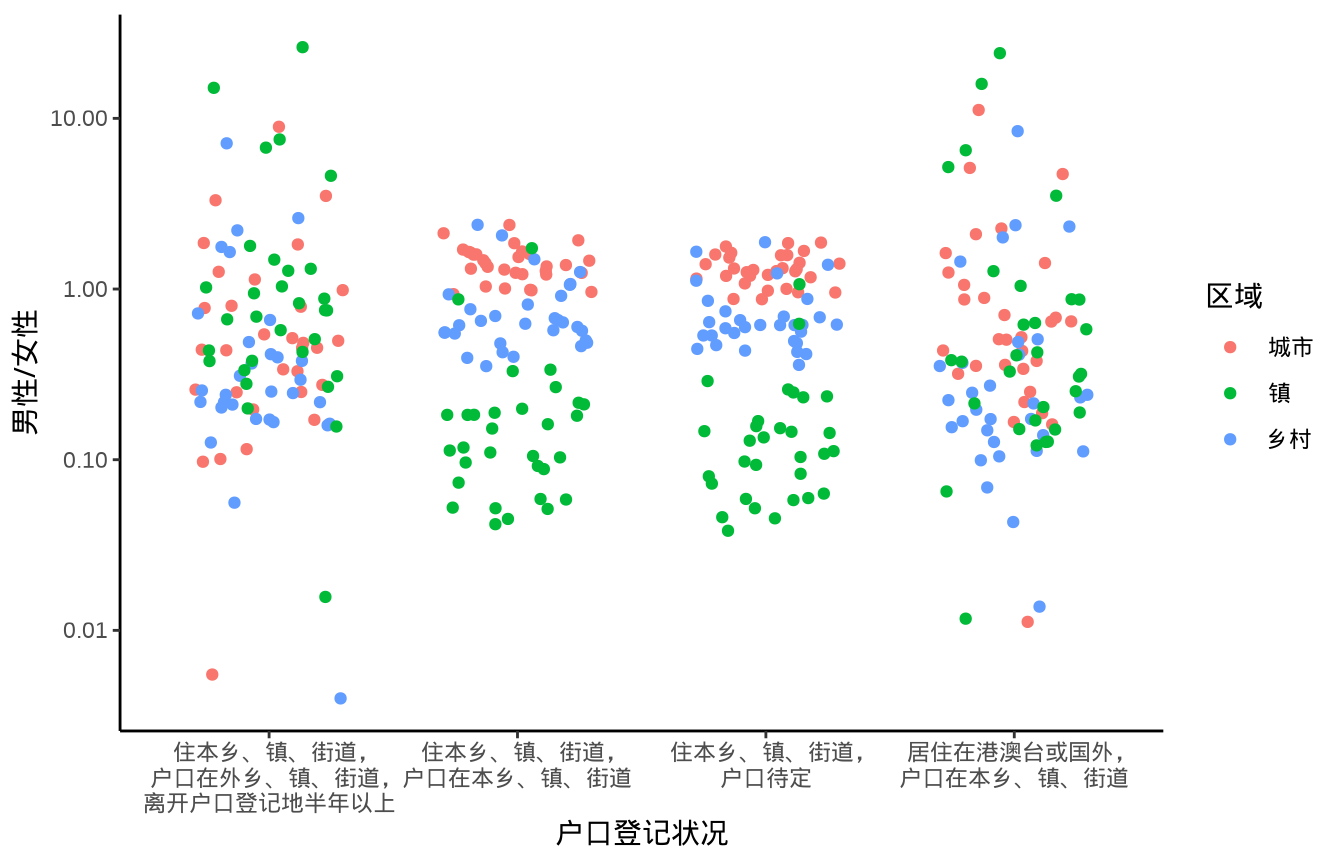 男性/女性
10.00
1.00
0.10
0.01
住本乡、镇、街道，
户口在外乡、镇、街道，
离开户口登记地半年以上
住本乡、镇、街道，
户口在本乡、镇、街道
住本乡、镇、街道，
户口待定
居住在港澳台或国外，
户口在本乡、镇、街道
户口登记状况
区域
城市
镇
乡村